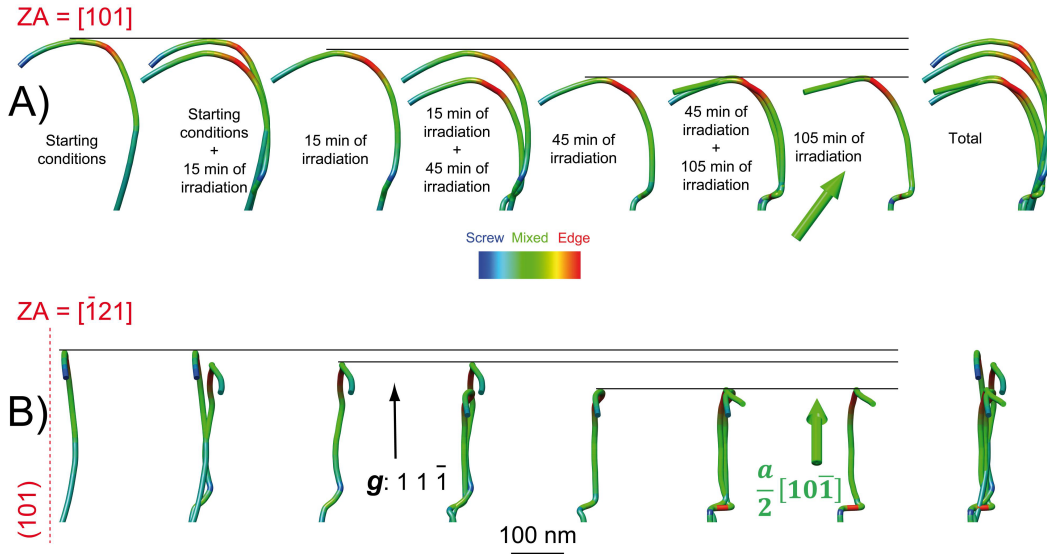 ZA = [101]
A)
Starting
conditions
Starting
conditions
+
15 min of
irradiation
15 min of
irradiation
15 min of
irradiation
+
45 min of
irradiation
45 min of
irradiation
45 min of
irradiation
+
105 min of
irradiation
105 min of
irradiation
Total
Screw Mixed Edge
ZA = [1̄21]
B)
(101)
g: 1 1 1̄
a/2 [101̄]
100 nm